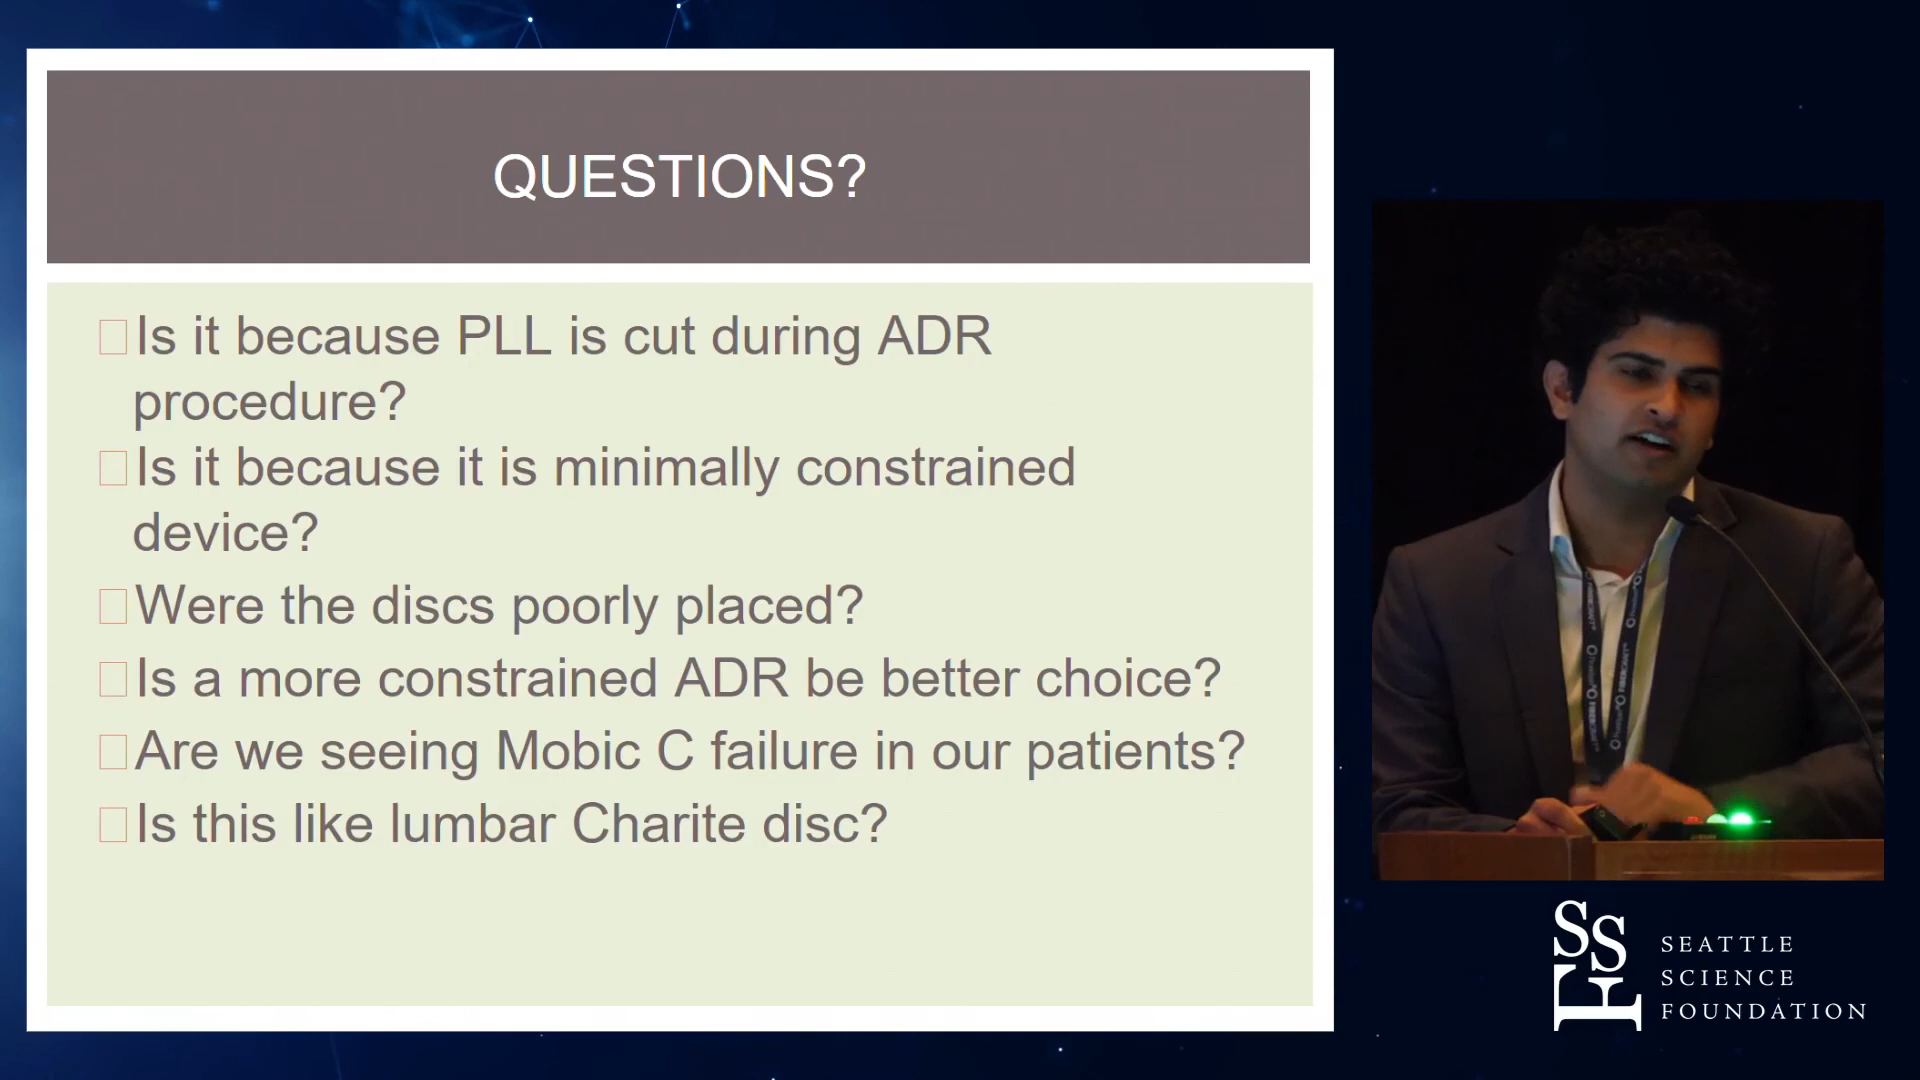 QUESTIONS?
Is it because PLL is cut during ADR
procedure?
Is it because it is minimally constrained
device?
Were the discs poorly placed?
Is a more constrained ADR be better choice?
Are we seeing Mobic C failure in our patients?
Is this like lumbar Charite disc?
SSF
SEATTLE
SCIENCE
FOUNDATION